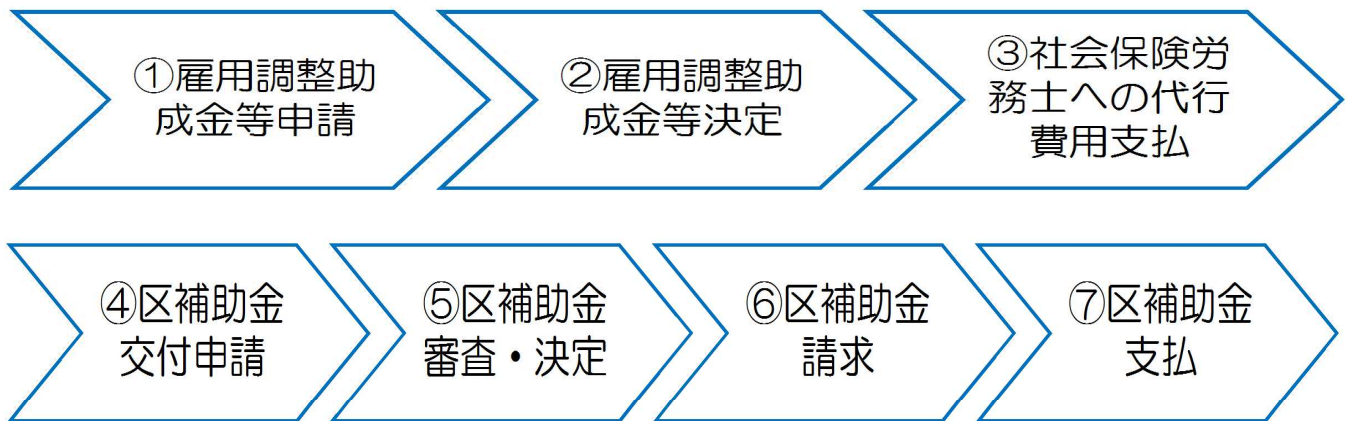 ①雇用調整助
成金等申請
②雇用調整助
成金等決定
③社会保険労
務士への代行
費用支払
④区補助金
交付申請
⑤区補助金
審査・決定
⑥区補助金
請求
⑦区補助金
支払